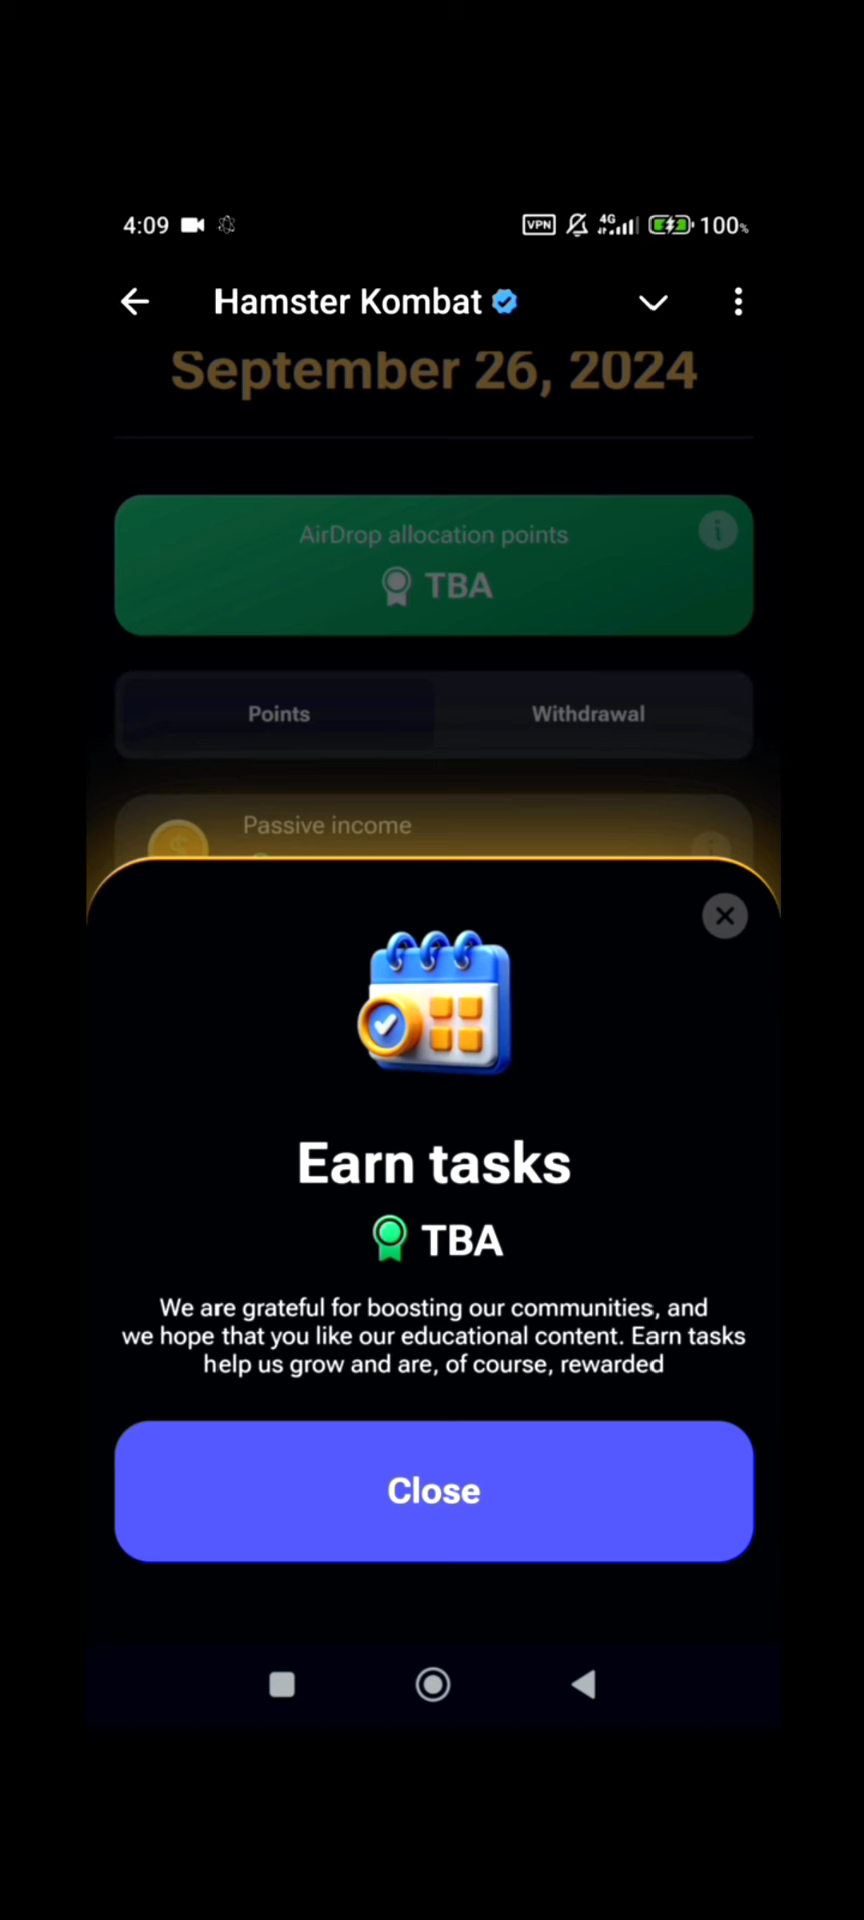 4:09 VPN 4G 100%
Hamster Kombat
September 26, 2024
AirDrop allocation points
TBA
Points Withdrawal
Passive income
Earn tasks
TBA
We are grateful for boosting our communities, and
we hope that you like our educational content. Earn tasks
help us grow and are, of course, rewarded
Close